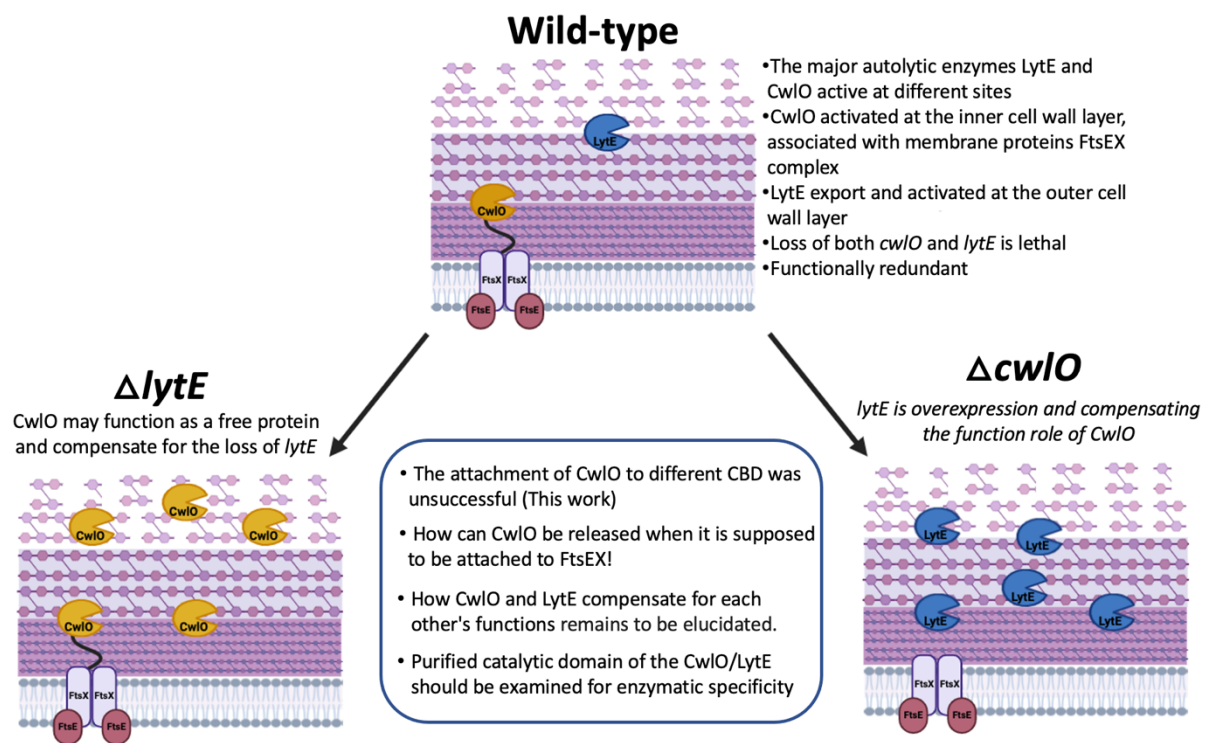 Wild-type
•The major autolytic enzymes LytE and
CwlO active at different sites
•CwlO activated at the inner cell wall layer,
associated with membrane proteins FtsEX
complex
•LytE export and activated at the outer cell
wall layer
•Loss of both cwlO and lytE is lethal
•Functionally redundant
LytE
CwlO
FtsX
FtsX
FtsE
FtsE
ΔlytE
CwlO may function as a free protein
and compensate for the loss of lytE
CwlO
CwlO
CwlO
CwlO
CwlO
FtsX
FtsX
FtsE
FtsE
• The attachment of CwlO to different CBD was
unsuccessful (This work)
• How can CwlO be released when it is supposed
to be attached to FtsEX!
• How CwlO and LytE compensate for each
other's functions remains to be elucidated.
• Purified catalytic domain of the CwlO/LytE
should be examined for enzymatic specificity
ΔcwlO
lytE is overexpression and compensating
the function role of CwlO
LytE
LytE
LytE
LytE
LytE
FtsX
FtsX
FtsE
FtsE